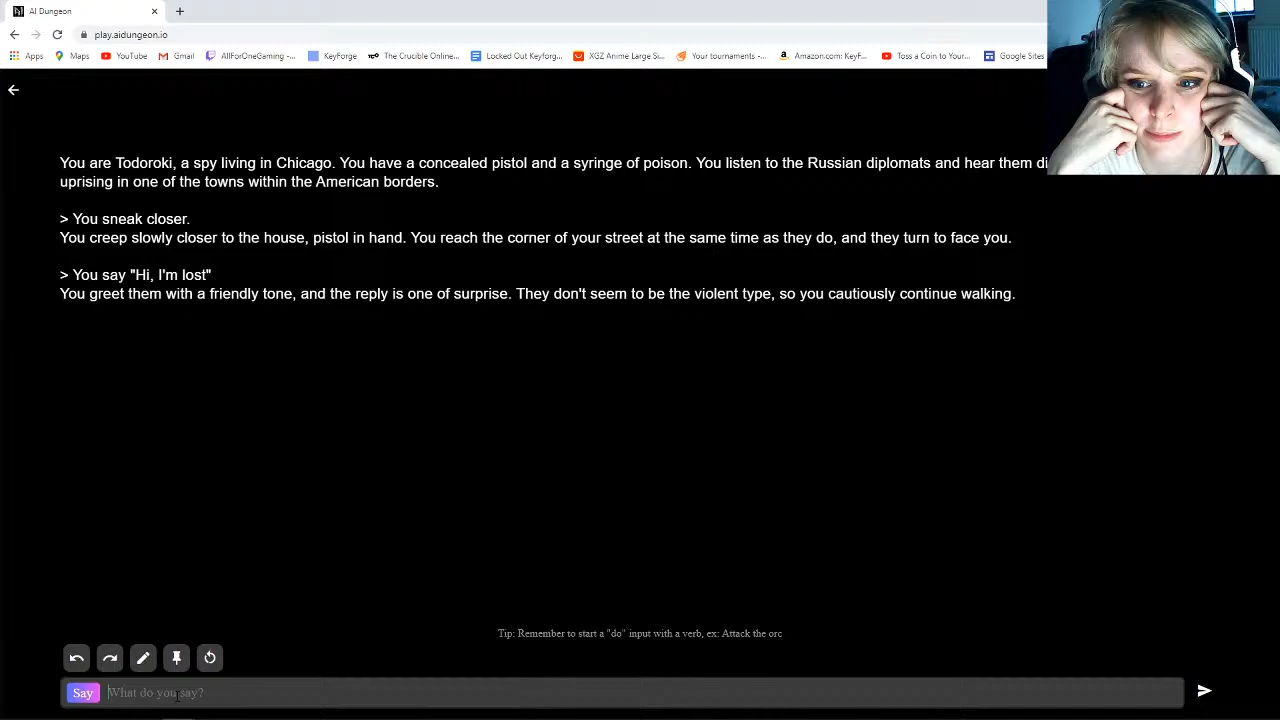 AI Dungeon
play.aidungeon.io
Apps Maps YouTube Gmail AllForOneGaming -... KeyForge The Crucible Online... Locked Out Keyforg... XGZ Anime Large Si... Your tournaments -... Amazon.com: KeyF... Toss a Coin to Your... Google Sites
You are Todoroki, a spy living in Chicago. You have a concealed pistol and a syringe of poison. You listen to the Russian diplomats and hear them di
uprising in one of the towns within the American borders.
> You sneak closer.
You creep slowly closer to the house, pistol in hand. You reach the corner of your street at the same time as they do, and they turn to face you.
> You say "Hi, I'm lost"
You greet them with a friendly tone, and the reply is one of surprise. They don't seem to be the violent type, so you cautiously continue walking.
Tip: Remember to start a "do" input with a verb, ex: Attack the orc
Say What do you say?